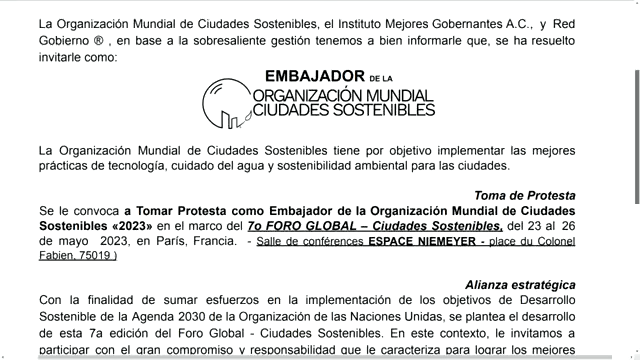 La Organización Mundial de Ciudades Sostenibles, el Instituto Mejores Gobernantes A.C., y Red
Gobierno ® , en base a la sobresaliente gestión tenemos a bien informarle que, se ha resuelto
invitarle como:
EMBAJADOR DE LA
ORGANIZACIÓN MUNDIAL
CIUDADES SOSTENIBLES
La Organización Mundial de Ciudades Sostenibles tiene por objetivo implementar las mejores
prácticas de tecnología, cuidado del agua y sostenibilidad ambiental para las ciudades.
Toma de Protesta
Se le convoca a Tomar Protesta como Embajador de la Organización Mundial de Ciudades
Sostenibles «2023» en el marco del 7o FORO GLOBAL – Ciudades Sostenibles, del 23 al 26
de mayo 2023, en París, Francia. - Salle de conférences ESPACE NIEMEYER - place du Colonel
Fabien, 75019 )
Alianza estratégica
Con la finalidad de sumar esfuerzos en la implementación de los objetivos de Desarrollo
Sostenible de la Agenda 2030 de la Organización de las Naciones Unidas, se plantea el desarrollo
de esta 7a edición del Foro Global - Ciudades Sostenibles. En este contexto, le invitamos a
participar con el gran compromiso y responsabilidad que le caracteriza para lograr los mejores